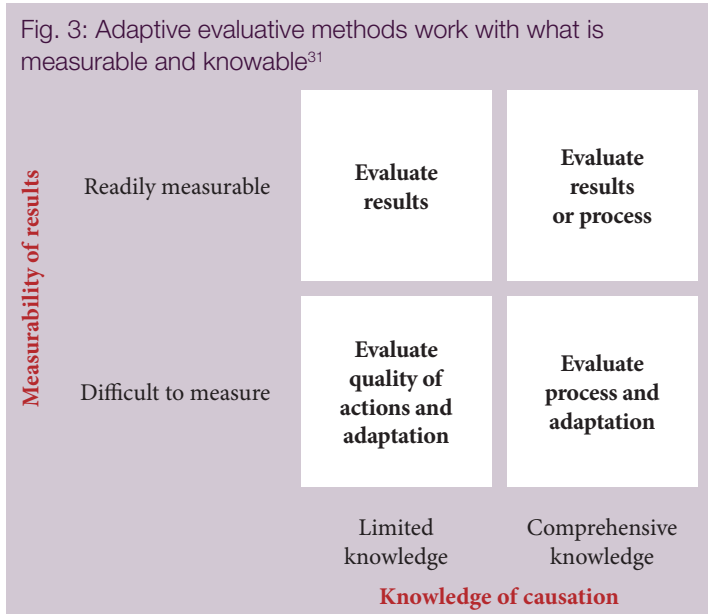 Fig. 3: Adaptive evaluative methods work with what is
measurable and knowable31
Measurability of results
Readily measurable
Evaluate
results
Evaluate
results
or process
Difficult to measure
Evaluate
quality of
actions and
adaptation
Evaluate
process and
adaptation
Limited
knowledge
Comprehensive
knowledge
Knowledge of causation